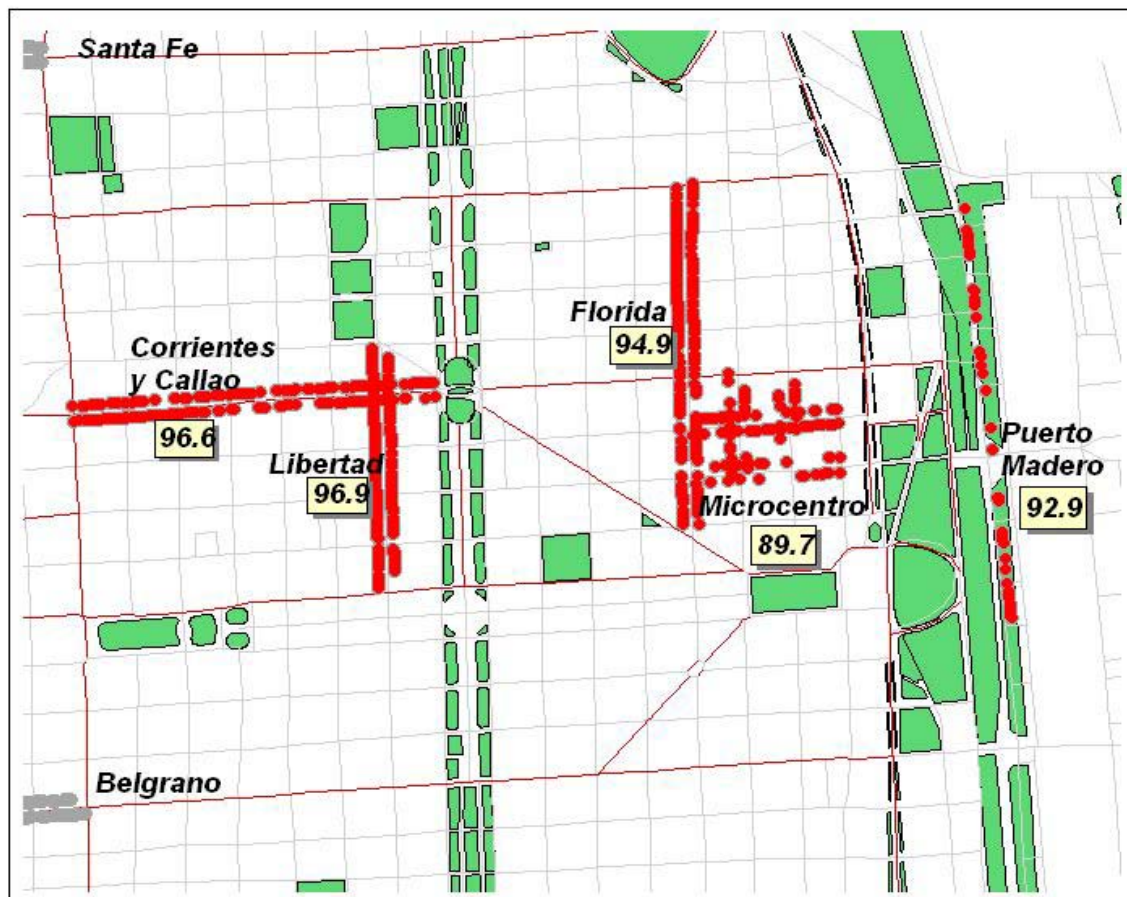 Santa Fe
Florida
94.9
Corrientes
y Callao
96.6
Libertad
96.9
Puerto
Madero
92.9
Microcentro
89.7
Belgrano